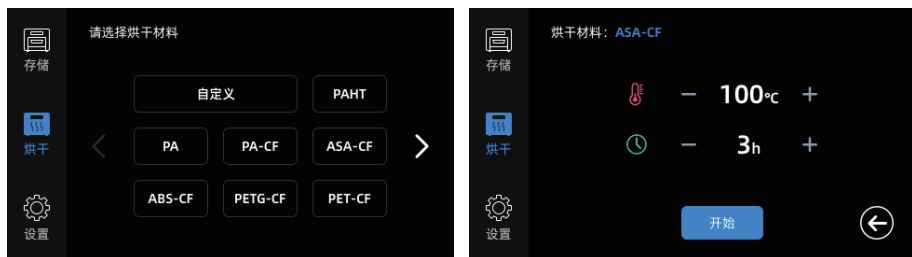 请选择烘干材料
存储
自定义
PAHT
烘干
PA
PA-CF
ASA-CF
ABS-CF
PETG-CF
PET-CF
设置
烘干材料：ASA-CF
存储
100℃
烘干
3h
开始
设置